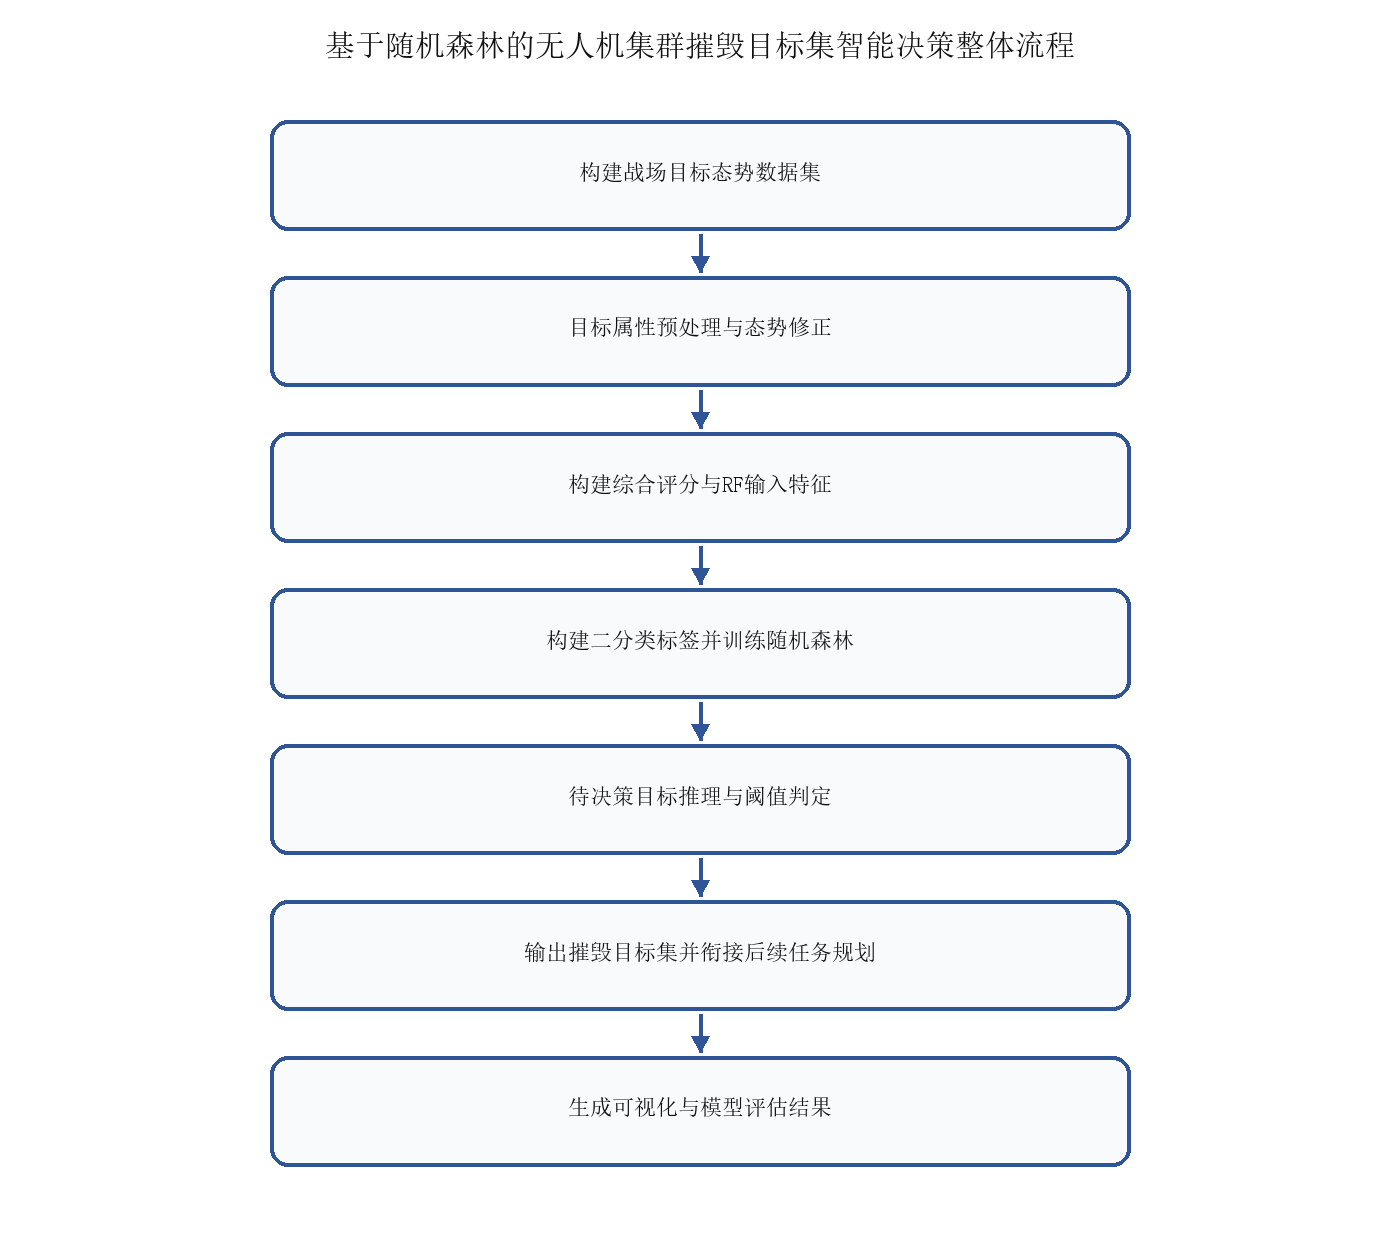 基于随机森林的无人机集群摧毁目标集智能决策整体流程
构建战场目标态势数据集
目标属性预处理与态势修正
构建综合评分与RF输入特征
构建二分类标签并训练随机森林
待决策目标推理与阈值判定
输出摧毁目标集并衔接后续任务规划
生成可视化与模型评估结果